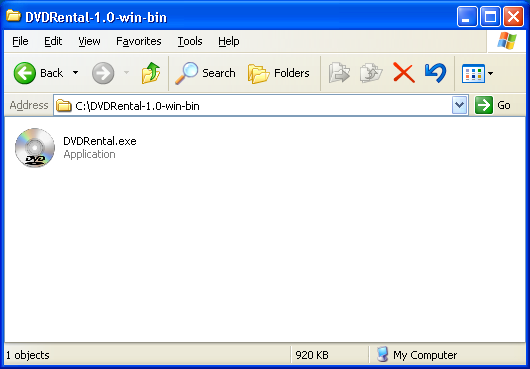 DVDRental-1.0-win-bin
File Edit View Favorites Tools Help
Back Search Folders
Address C:\DVDRental-1.0-win-bin Go
DVDRental.exe
DVD Application
1 objects 920 KB My Computer